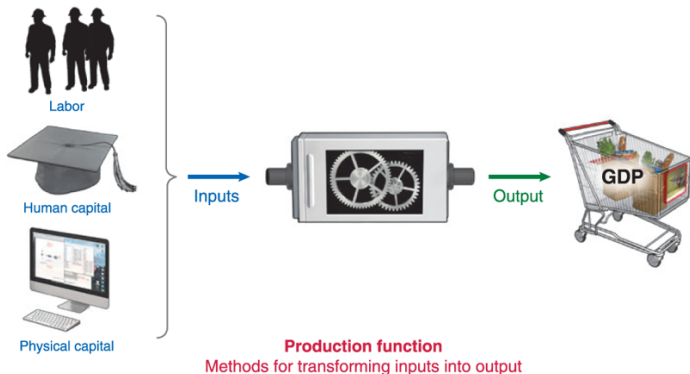 Labor
Human capital
Physical capital
Inputs
Output
GDP
Production function
Methods for transforming inputs into output